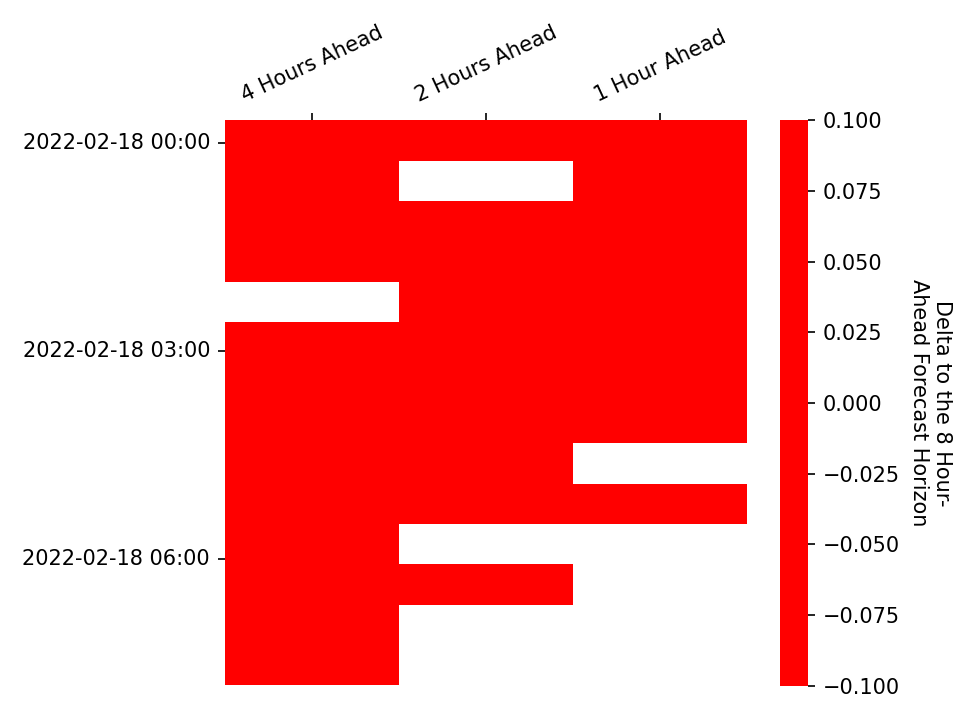 4 Hours Ahead
2 Hours Ahead
1 Hour Ahead
2022-02-18 00:00
2022-02-18 03:00
2022-02-18 06:00
0.100
0.075
0.050
0.025
0.000
−0.025
−0.050
−0.075
−0.100
Delta to the 8 Hour-
Ahead Forecast Horizon